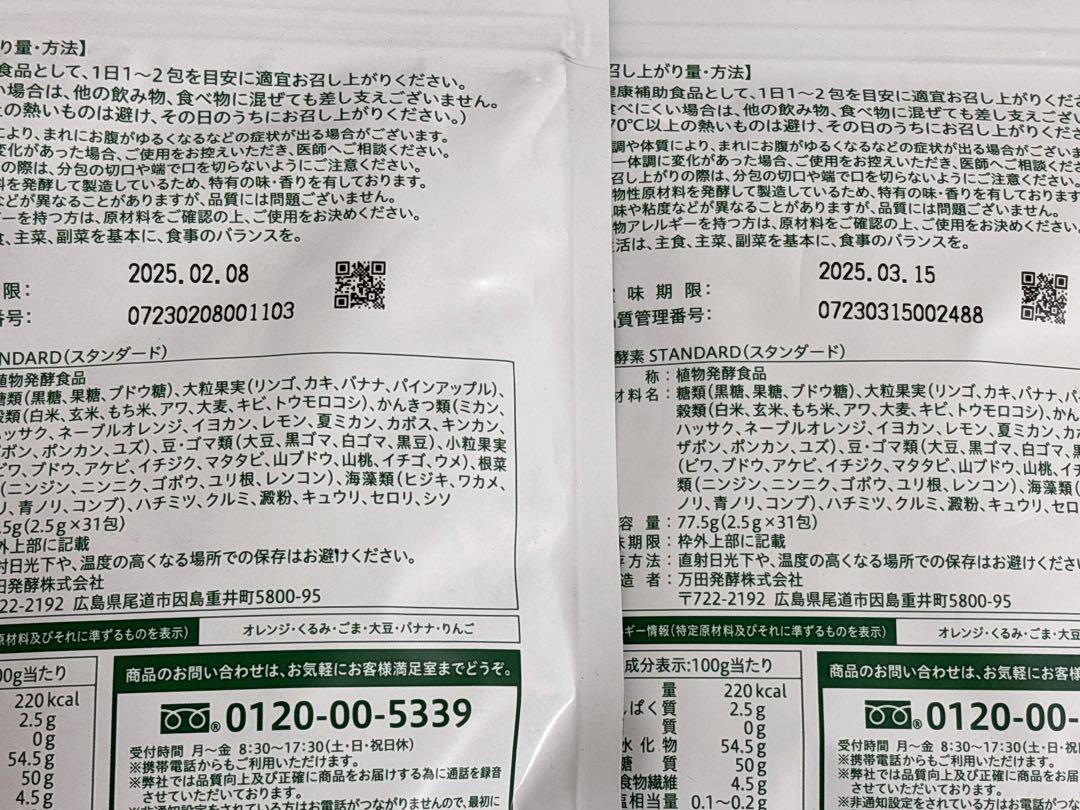 り量・方法】
食品として、1日1～2包を目安に適宜お召し上がりください。
い場合は、他の飲み物、食べ物に混ぜても差し支えございません。
の熱いものは避け、その日のうちにお召し上がりください。）
により、まれにお腹がゆるくなるなどの症状が出る場合がございます。
変化があった場合、ご使用をお控えいただき、医師へご相談ください。
の際は、分包の切口や端で口を切らないようにご注意ください。
料を発酵して製造しているため、特有の味・香りを有しております。
などが異なることがありますが、品質には問題ございません。
ギーを持つ方は、原材料をご確認の上、ご使用をお決めください。
食、主菜、副菜を基本に、食事のバランスを。
限：
2025.02.08
番号：
07230208001103
NDARD（スタンダード）
植物発酵食品
糖類（黒糖、果糖、ブドウ糖）、大粒果実（リンゴ、カキ、バナナ、パインアップル）、
穀類（白米、玄米、もち米、アワ、大麦、キビ、トウモロコシ）、かんきつ類（ミカン、
ハッサク、ネーブルオレンジ、イヨカン、レモン、夏ミカン、カボス、キンカン、
ザボン、ポンカン、ユズ）、豆・ゴマ類（大豆、黒ゴマ、白ゴマ、黒豆）、小粒果実
ビワ、ブドウ、アケビ、イチジク、マタタビ、山ブドウ、山桃、イチゴ、ウメ）、根菜
（ニンジン、ニンニク、ゴボウ、ユリ根、レンコン）、海藻類（ヒジキ、ワカメ、
リ、青ノリ、コンブ）、ハチミツ、クルミ、澱粉、キュウリ、セロリ、シソ
.5g（2.5g×31包）
外上部に記載
射日光下や、温度の高くなる場所での保存はお避けください。
田発酵株式会社
722-2192 広島県尾道市因島重井町5800-95
原材料及びそれに準ずるものを表示）
オレンジ・くるみ・ごま・大豆・バナナ・りんご
00g当たり
220kcal
2.5g
0g
54.5g
50g
4.5g
商品のお問い合わせは、お気軽にお客様満足室までどうぞ。
0120-00-5339
受付時間 月～金 8:30～17:30（土・日・祝日休）
※携帯電話からもご利用いただけます。
※弊社では品質向上及び正確に商品をお届けする為に通話を録音
させていただいております。
※非通知設定をされている方はお電話がつながりませんので、最初に
召し上がり量・方法】
健康補助食品として、1日1～2包を目安に適宜お召し上がりくださ
食べにくい場合は、他の飲み物、食べ物に混ぜても差し支えござい
70℃以上の熱いものは避け、その日のうちにお召し上がりくださ
調や体質により、まれにお腹がゆるくなるなどの症状が出る場合がございま
一体調に変化があった場合、ご使用をお控えいただき、医師へご相談くださ
召し上がりの際は、分包の切口や端で口を切らないようにご注意ください。
物性原料を発酵して製造しているため、特有の味・香りを有しております
味や粘度などが異なることがありますが、品質には問題ございません。
物アレルギーを持つ方は、原材料をご確認の上、ご使用をお決めください。
活は、主食、主菜、副菜を基本に、食事のバランスを。
味期限：
2025.03.15
質管理番号：
07230315002488
酵素 STANDARD（スタンダード）
称：植物発酵食品
材料名：糖類（黒糖、果糖、ブドウ糖）、大粒果実（リンゴ、カキ、バナナ、パ
穀類（白米、玄米、もち米、アワ、大麦、キビ、トウモロコシ）、かん
ハッサク、ネーブルオレンジ、イヨカン、レモン、夏ミカン、カボ
ザボン、ポンカン、ユズ）、豆・ゴマ類（大豆、黒ゴマ、白ゴマ、黒
（ビワ、ブドウ、アケビ、イチジク、マタタビ、山ブドウ、山桃、イチ
類（ニンジン、ニンニク、ゴボウ、ユリ根、レンコン）、海藻類（
ノリ、青ノリ、コンブ）、ハチミツ、クルミ、澱粉、キュウリ、セロ
容量：77.5g（2.5g×31包）
味期限：枠外上部に記載
存方法：直射日光下や、温度の高くなる場所での保存はお避けくださ
造者：万田発酵株式会社
〒722-2192 広島県尾道市因島重井町5800-95
ギー情報（特定原材料及びそれに準ずるものを表示）
オレンジ・くるみ・ごま・大豆
成分表示：100g当たり
量 220kcal
ぱく質 2.5g
質 0g
水化物 54.5g
糖質 50g
食物繊維 4.5g
塩相当量 0.1～0.2g
商品のお問い合わせは、お気軽にお客様
0120-00-
受付時間 月～金 8:30～17:30（土・日・祝
※携帯電話からもご利用いただけます。
※弊社では品質向上及び正確に商品をお届け
させていただいております。
※非通知設定をされている方はお電話がつなが